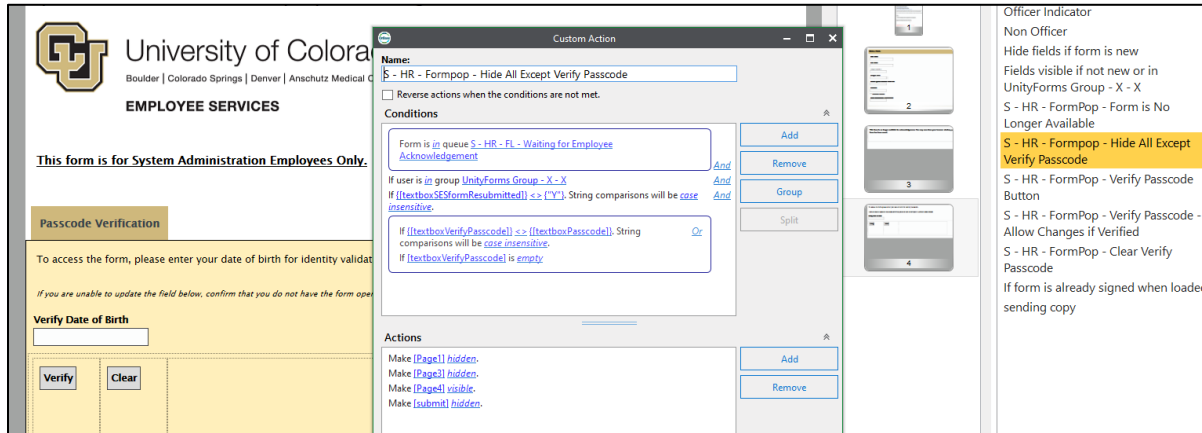 University of Colora
Boulder | Colorado Springs | Denver | Anschutz Medical C
EMPLOYEE SERVICES
This form is for System Administration Employees Only.
Passcode Verification
To access the form, please enter your date of birth for identity validat
If you are unable to update the field below, confirm that you do not have the form oper
Verify Date of Birth
Verify
Clear
Custom Action
Name:
S - HR - Formpop - Hide All Except Verify Passcode
Reverse actions when the conditions are not met.
Conditions
Form is in queue S - HR - FL - Waiting for Employee
Acknowledgement
And
If user is in group UnityForms Group - X - X And
If {[textboxSESformResubmitted]} <> {"Y"}. String comparisons will be case And
insensitive.
If {[textboxVerifyPasscode]} <> {[textboxPasscode]}. String Or
comparisons will be case insensitive.
If [textboxVerifyPasscode] is empty
Add
Remove
Group
Split
Actions
Make [Page1] hidden.
Make [Page3] hidden.
Make [Page4] visible.
Make [submit] hidden.
Add
Remove
1
2
3
4
Officer Indicator
Non Officer
Hide fields if form is new
Fields visible if not new or in
UnityForms Group - X - X
S - HR - FormPop - Form is No
Longer Available
S - HR - Formpop - Hide All Except
Verify Passcode
S - HR - FormPop - Verify Passcode
Button
S - HR - FormPop - Verify Passcode -
Allow Changes if Verified
S - HR - FormPop - Clear Verify
Passcode
If form is already signed when loade
sending copy